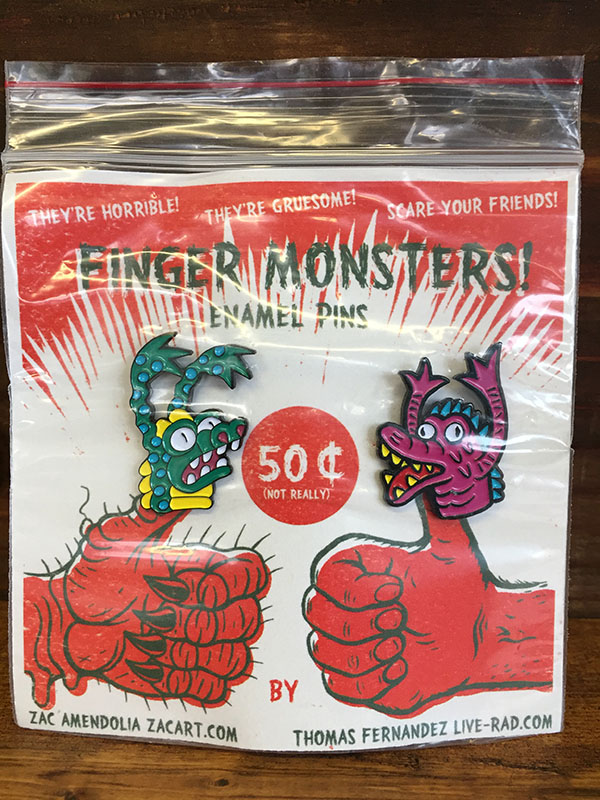 THEY'RE HORRIBLE! THEY'RE GRUESOME! SCARE YOUR FRIENDS!
FINGER MONSTERS!
ENAMEL PINS
50¢
(NOT REALLY)
BY
ZAC AMENDOLIA ZACART.COM
THOMAS FERNANDEZ LIVE-RAD.COM